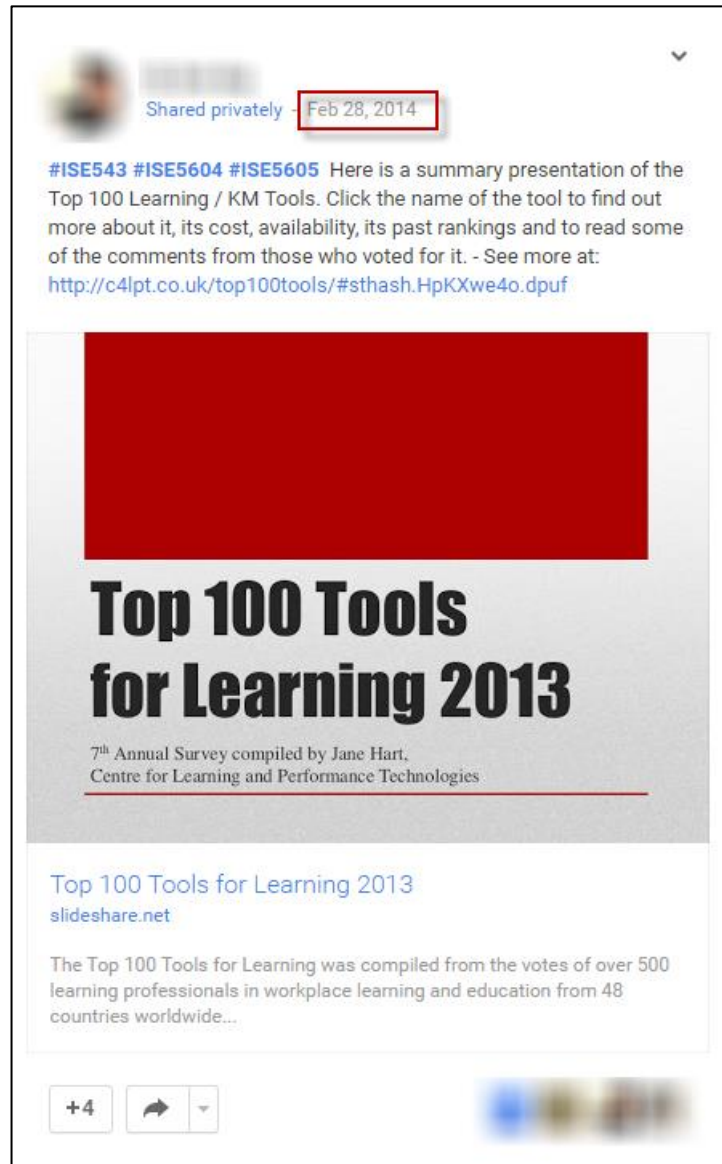 Shared privately - Feb 28, 2014
#ISE543 #ISE5604 #ISE5605 Here is a summary presentation of the
Top 100 Learning / KM Tools. Click the name of the tool to find out
more about it, its cost, availability, its past rankings and to read some
of the comments from those who voted for it. - See more at:
http://c4lpt.co.uk/top100tools/#sthash.HpKXwe4o.dpuf
Top 100 Tools
for Learning 2013
7th Annual Survey compiled by Jane Hart,
Centre for Learning and Performance Technologies
Top 100 Tools for Learning 2013
slideshare.net
The Top 100 Tools for Learning was compiled from the votes of over 500
learning professionals in workplace learning and education from 48
countries worldwide...
+4